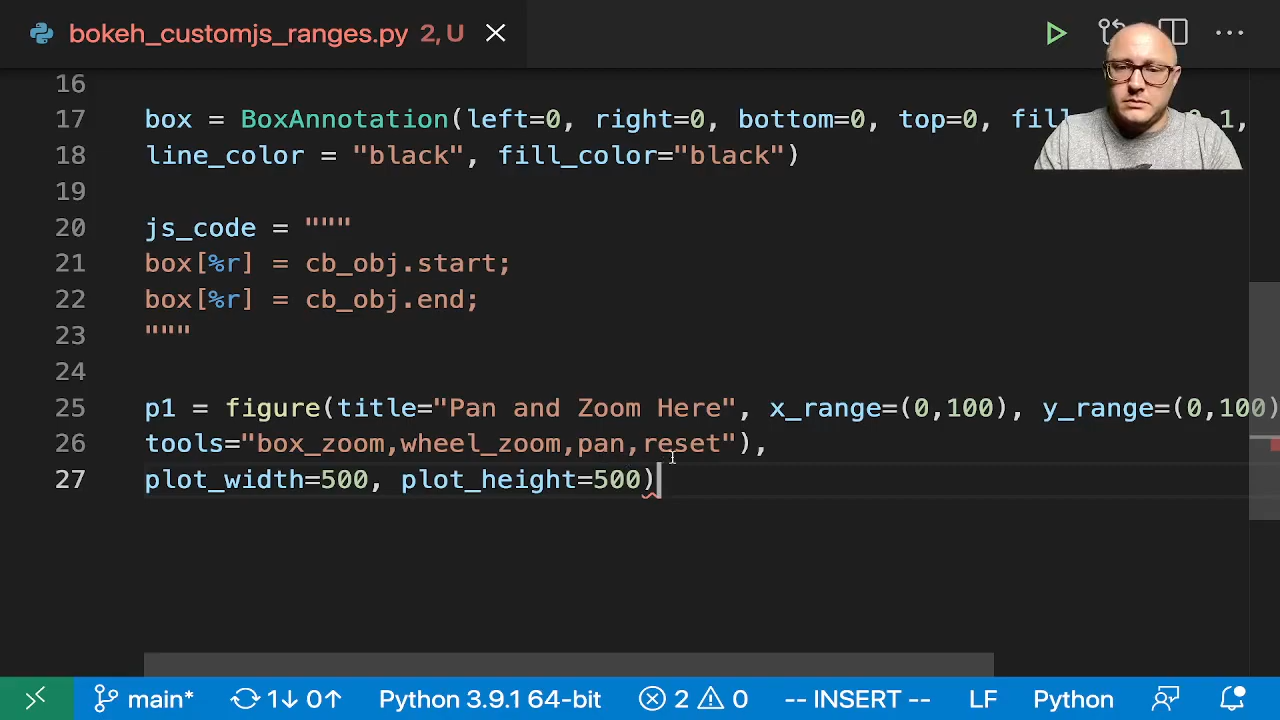 bokeh_customjs_ranges.py 2, U
16
17 box = BoxAnnotation(left=0, right=0, bottom=0, top=0, 
18 line_color = "black", fill_color="black")
19
20 js_code = """
21 box[%r] = cb_obj.start;
22 box[%r] = cb_obj.end;
23 """
24
25 p1 = figure(title="Pan and Zoom Here", x_range=(0,100), y_range=(0,100)
26 tools="box_zoom,wheel_zoom,pan,reset"),
27 plot_width=500, plot_height=500)
main* 1↓ 0↑ Python 3.9.1 64-bit 2 0 -- INSERT -- LF Python